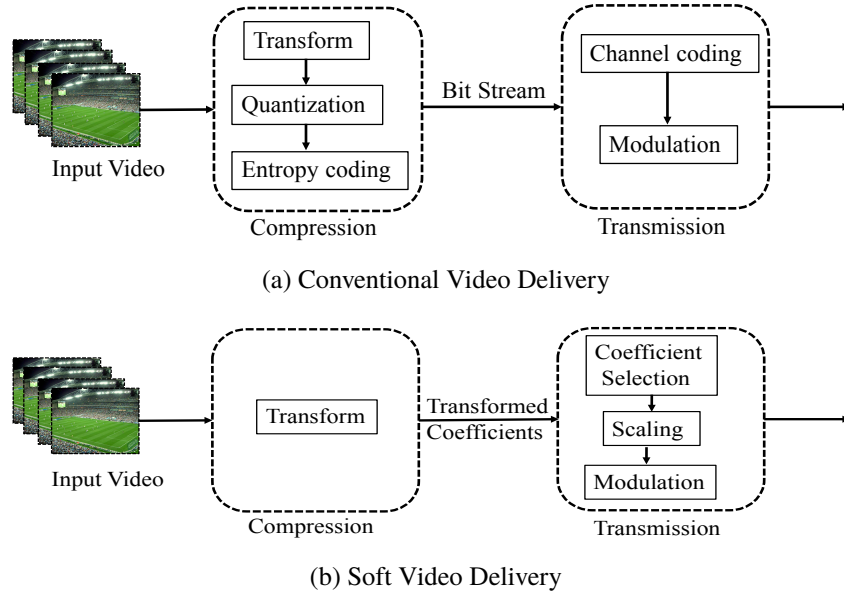 Transform
Quantization
Entropy coding
Input Video
Compression
Bit Stream
Channel coding
Modulation
Transmission
(a) Conventional Video Delivery
Transform
Input Video
Compression
Transformed
Coefficients
Coefficient
Selection
Scaling
Modulation
Transmission
(b) Soft Video Delivery